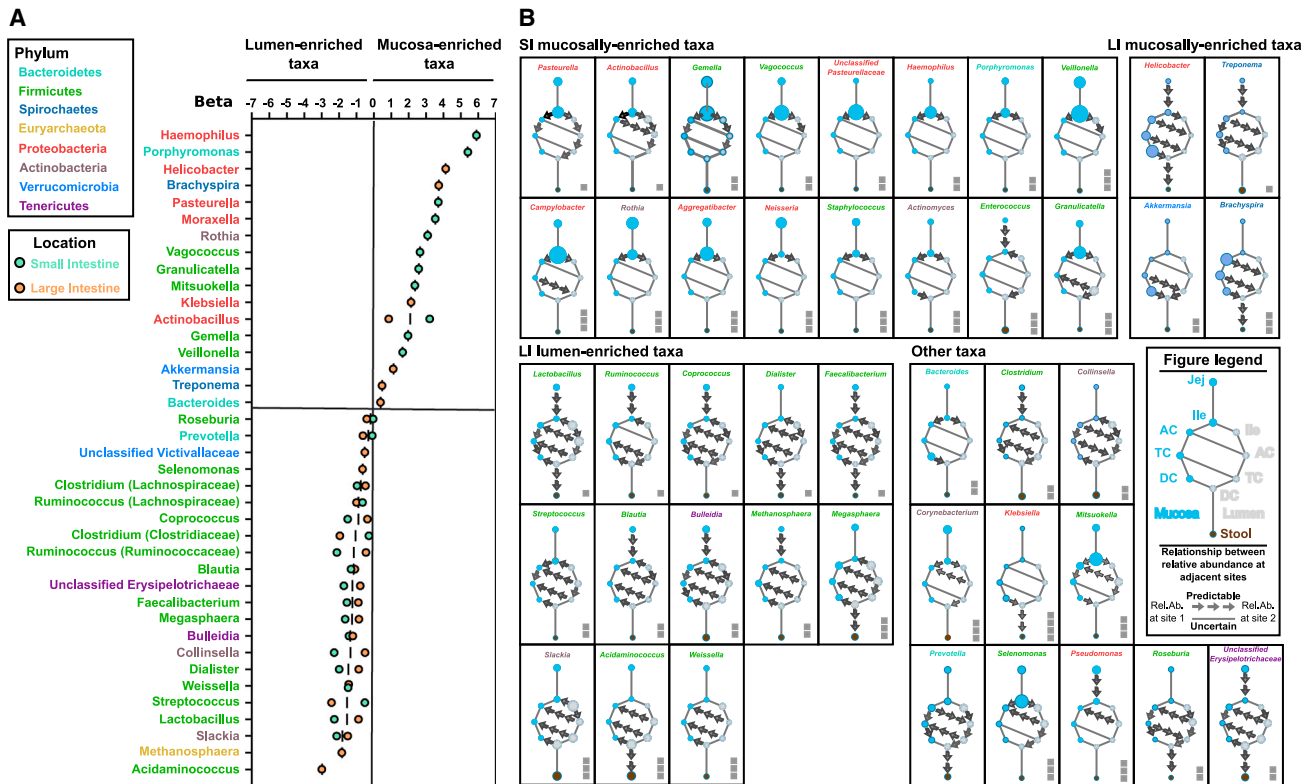 A
Phylum
Bacteroidetes
Firmicutes
Spirochaetes
Euryarchaeota
Proteobacteria
Actinobacteria
Verrucomicrobia
Tenericutes
Location
Small Intestine
Large Intestine
Lumen-enriched taxa
Mucosa-enriched taxa
Beta
-7 -6 -5 -4 -3 -2 -1 0 1 2 3 4 5 6 7
Haemophilus
Porphyromonas
Helicobacter
Brachyspira
Pasteurella
Moraxella
Rothia
Vagococcus
Granulicatella
Mitsuokella
Klebsiella
Actinobacillus
Gemella
Veillonella
Akkermansia
Treponema
Bacteroides
Roseburia
Prevotella
Unclassified Victivallaceae
Selenomonas
Clostridium (Lachnospiraceae)
Ruminococcus (Lachnospiraceae)
Coprococcus
Clostridium (Clostridiaceae)
Ruminococcus (Ruminococcaceae)
Blautia
Unclassified Erysipelotrichaeae
Faecalibacterium
Megasphaera
Bulleidia
Collinsella
Dialister
Weissella
Streptococcus
Lactobacillus
Slackia
Methanosphaera
Acidaminococcus
B
SI mucosally-enriched taxa
Pasteurella
Actinobacillus
Gemella
Vagococcus
Unclassified
Pasteurellaceae
Haemophilus
Porphyromonas
Veillonella
Campylobacter
Rothia
Aggregatibacter
Neisseria
Staphylococcus
Actinomyces
Enterococcus
Granulicatella
LI mucosally-enriched taxa
Helicobacter
Treponema
Akkermansia
Brachyspira
LI lumen-enriched taxa
Lactobacillus
Ruminococcus
Coprococcus
Dialister
Faecalibacterium
Streptococcus
Blautia
Bulleidia
Methanosphaera
Megasphaera
Slackia
Acidaminococcus
Weissella
Other taxa
Bacteroides
Clostridium
Collinsella
Corynebacterium
Klebsiella
Mitsuokella
Prevotella
Selenomonas
Pseudomonas
Roseburia
Unclassified
Erysipelotrichaceae
Figure legend
Jej
Ile
Ile
AC
AC
TC
TC
DC
DC
Mucosa
Lumen
Stool
Relationship between
relative abundance at
adjacent sites
Predictable
Rel.Ab.
at site 1
Rel.Ab.
at site 2
Uncertain